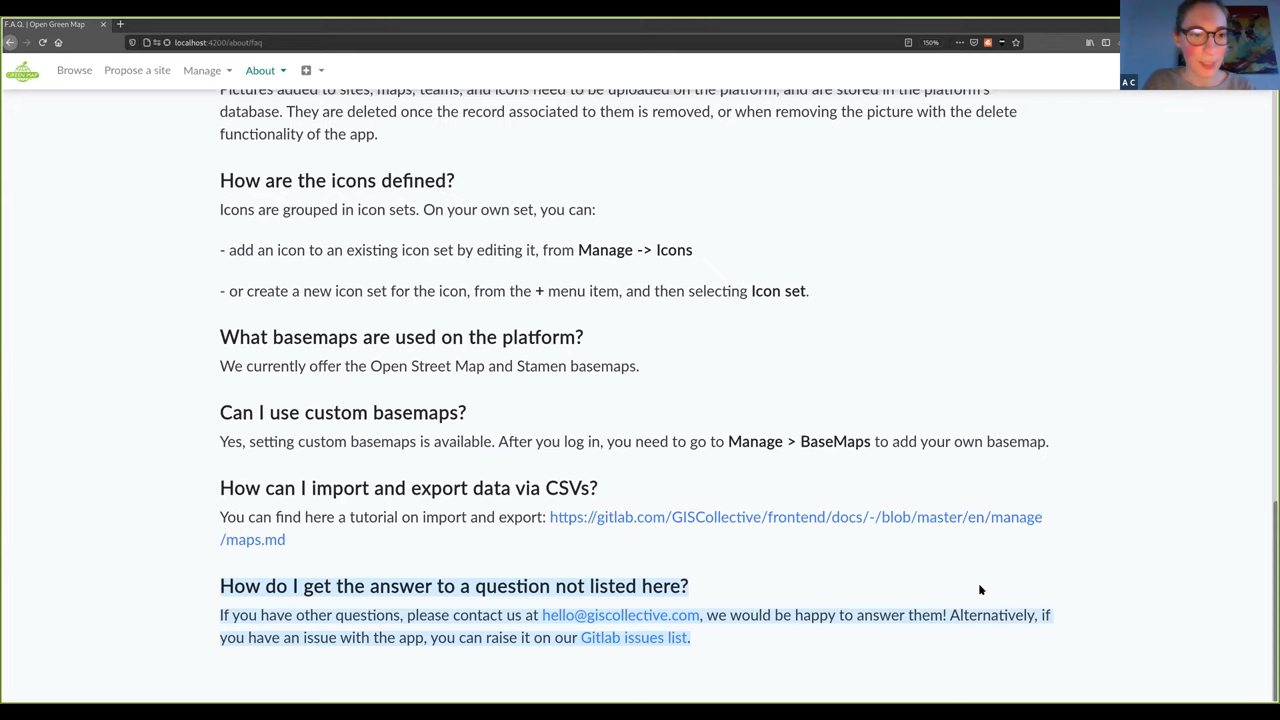 F.A.Q. | Open Green Map
localhost:4200/about/faq
150%
GREEN MAP
Browse
Propose a site
Manage
About
A C
Pictures added to sites, maps, teams, and icons need to be uploaded on the platform, and are stored in the platform's
database. They are deleted once the record associated to them is removed, or when removing the picture with the delete
functionality of the app.
How are the icons defined?
Icons are grouped in icon sets. On your own set, you can:
- add an icon to an existing icon set by editing it, from Manage -> Icons
- or create a new icon set for the icon, from the + menu item, and then selecting Icon set.
What basemaps are used on the platform?
We currently offer the Open Street Map and Stamen basemaps.
Can I use custom basemaps?
Yes, setting custom basemaps is available. After you log in, you need to go to Manage > BaseMaps to add your own basemap.
How can I import and export data via CSVs?
You can find here a tutorial on import and export: https://gitlab.com/GISCollective/frontend/docs/-/blob/master/en/manage
/maps.md
How do I get the answer to a question not listed here?
If you have other questions, please contact us at hello@giscollective.com, we would be happy to answer them! Alternatively, if
you have an issue with the app, you can raise it on our Gitlab issues list.